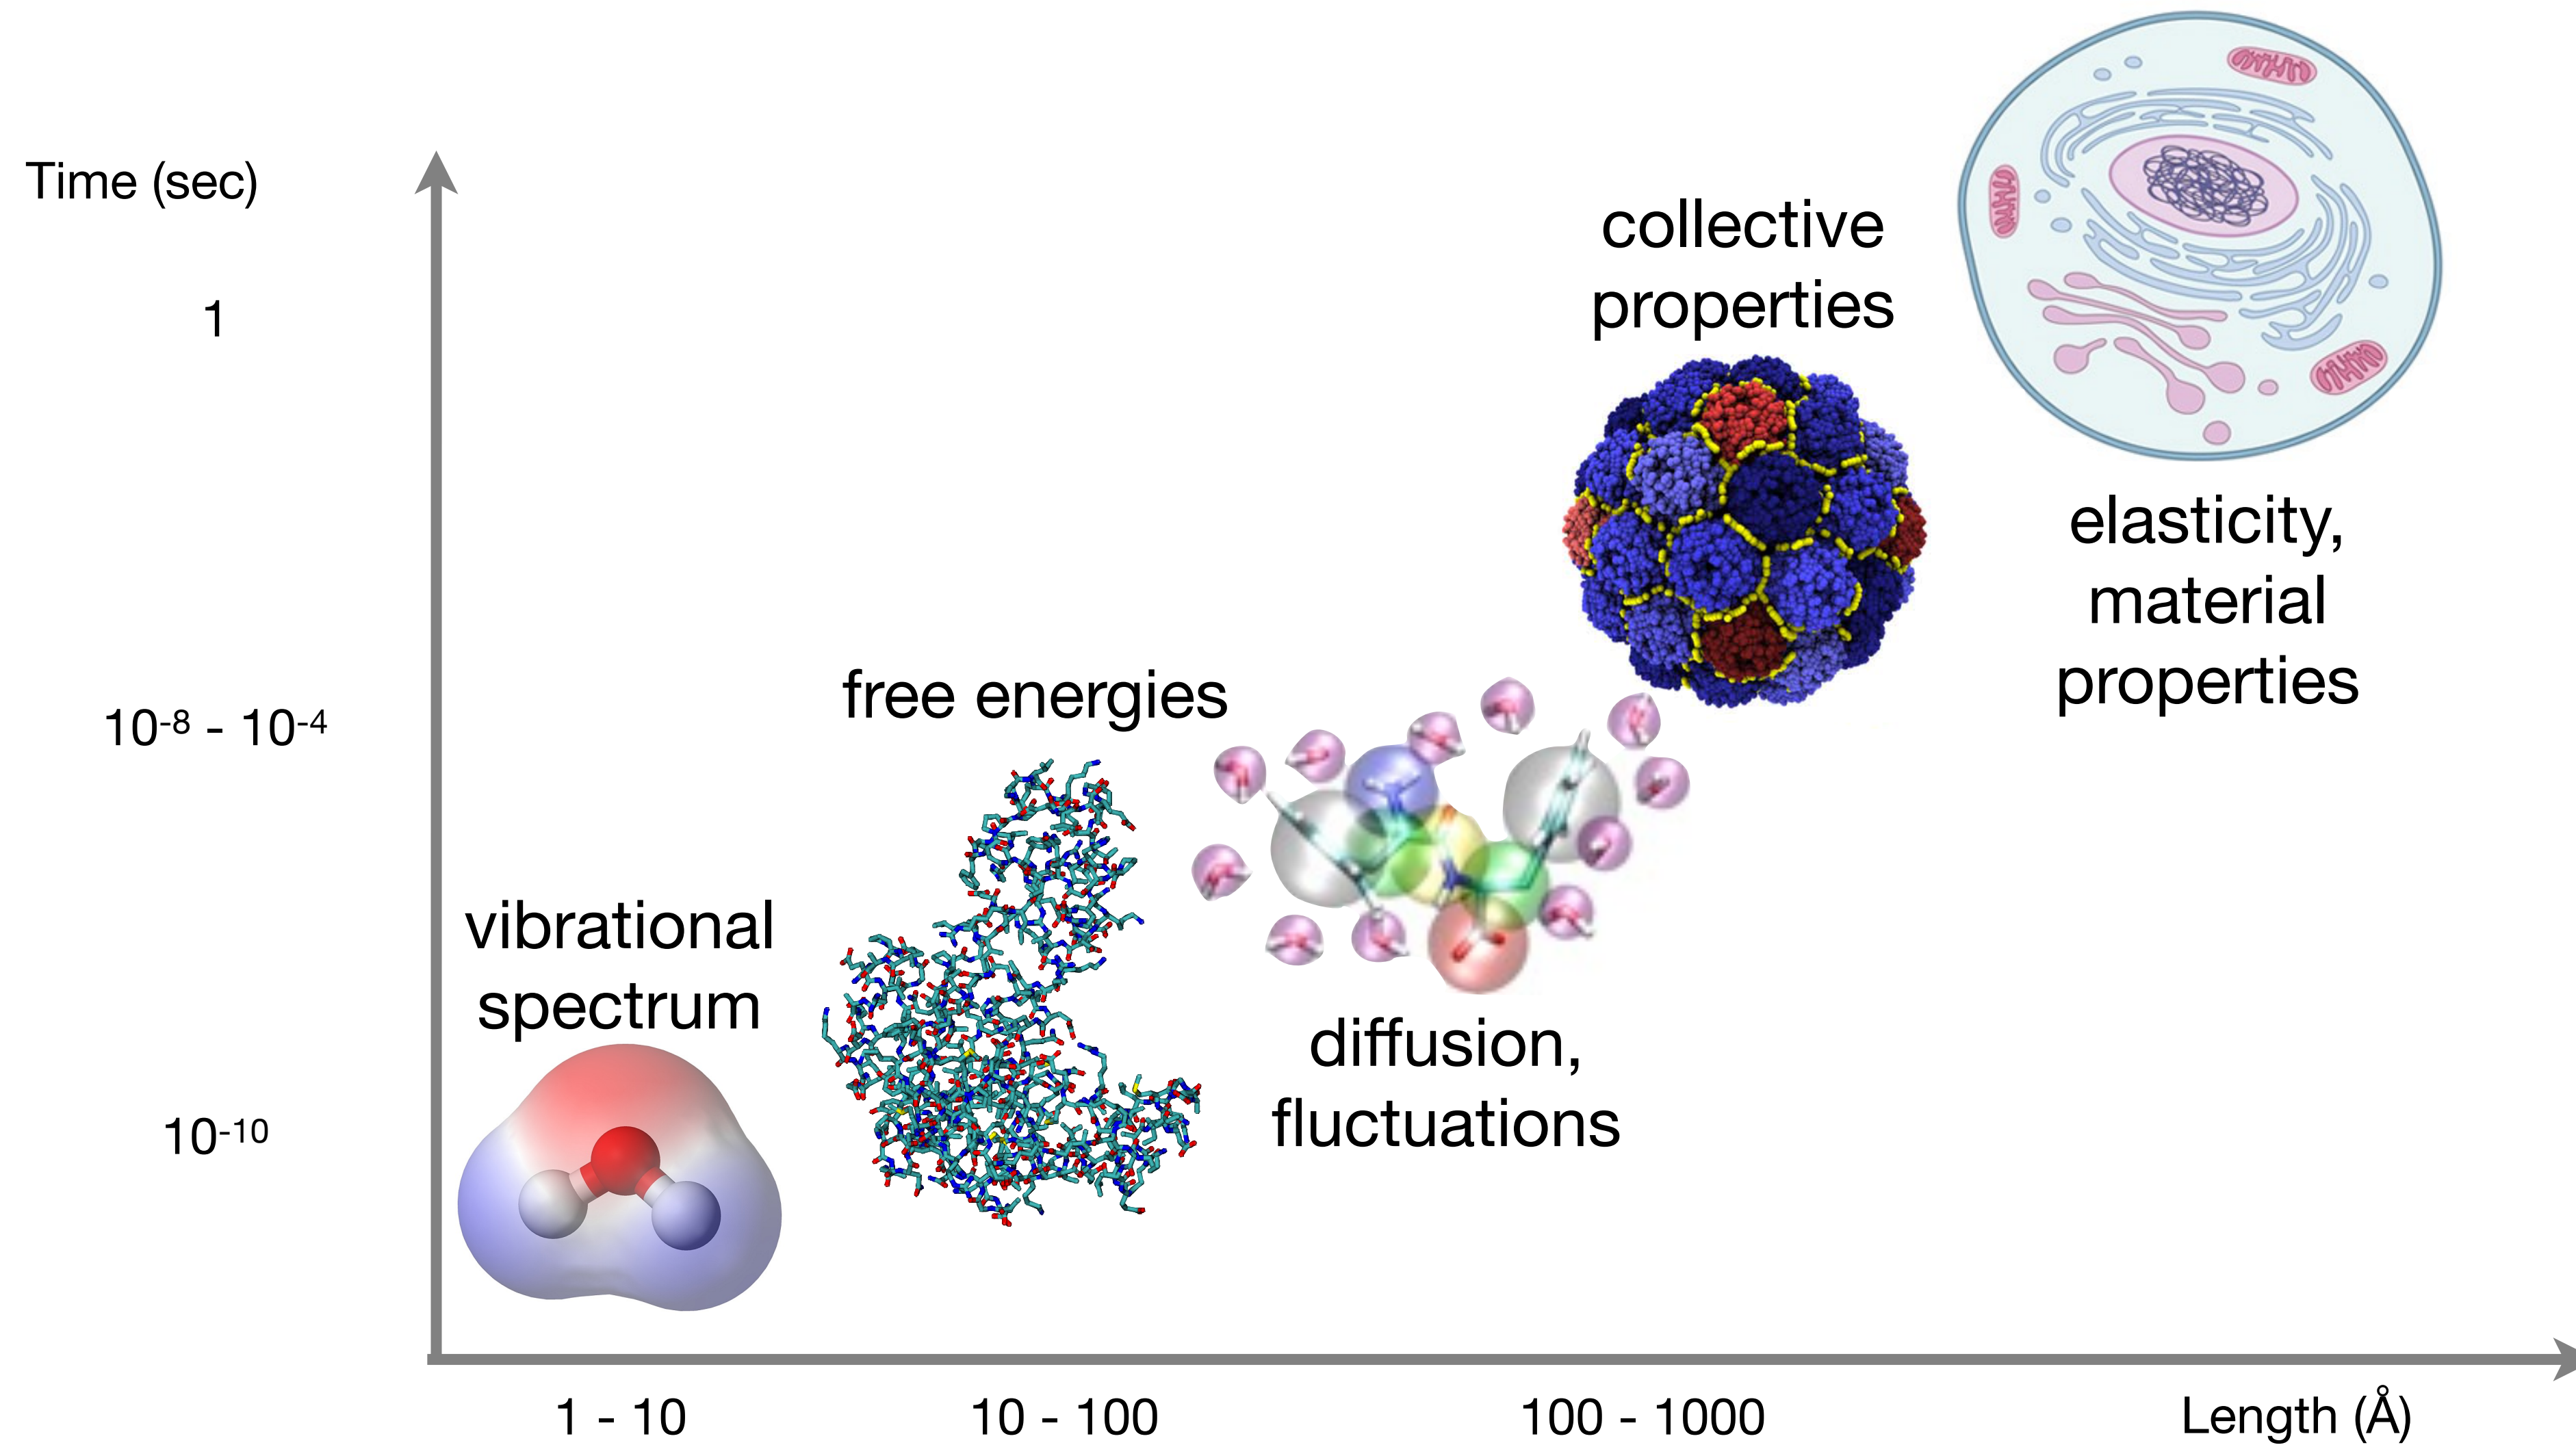 Time (sec)
1
10⁻⁸ - 10⁻⁴
10⁻¹⁰
vibrational
spectrum
free energies
diffusion,
fluctuations
collective
properties
elasticity,
material
properties
1 - 10
10 - 100
100 - 1000
Length (Å)